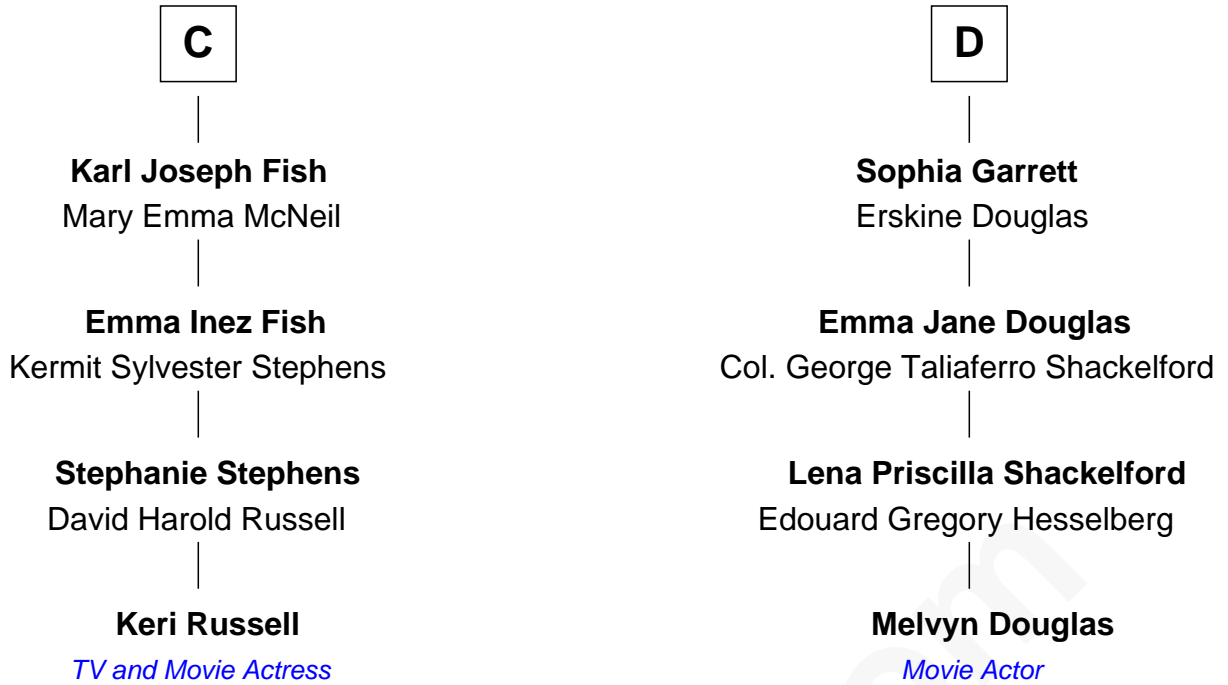 C
Karl Joseph Fish
Mary Emma McNeil
Emma Inez Fish
Kermit Sylvester Stephens
Stephanie Stephens
David Harold Russell
Keri Russell
TV and Movie Actress
D
Sophia Garrett
Erskine Douglas
Emma Jane Douglas
Col. George Taliaferro Shackelford
Lena Priscilla Shackelford
Edouard Gregory Hesselberg
Melvyn Douglas
Movie Actor